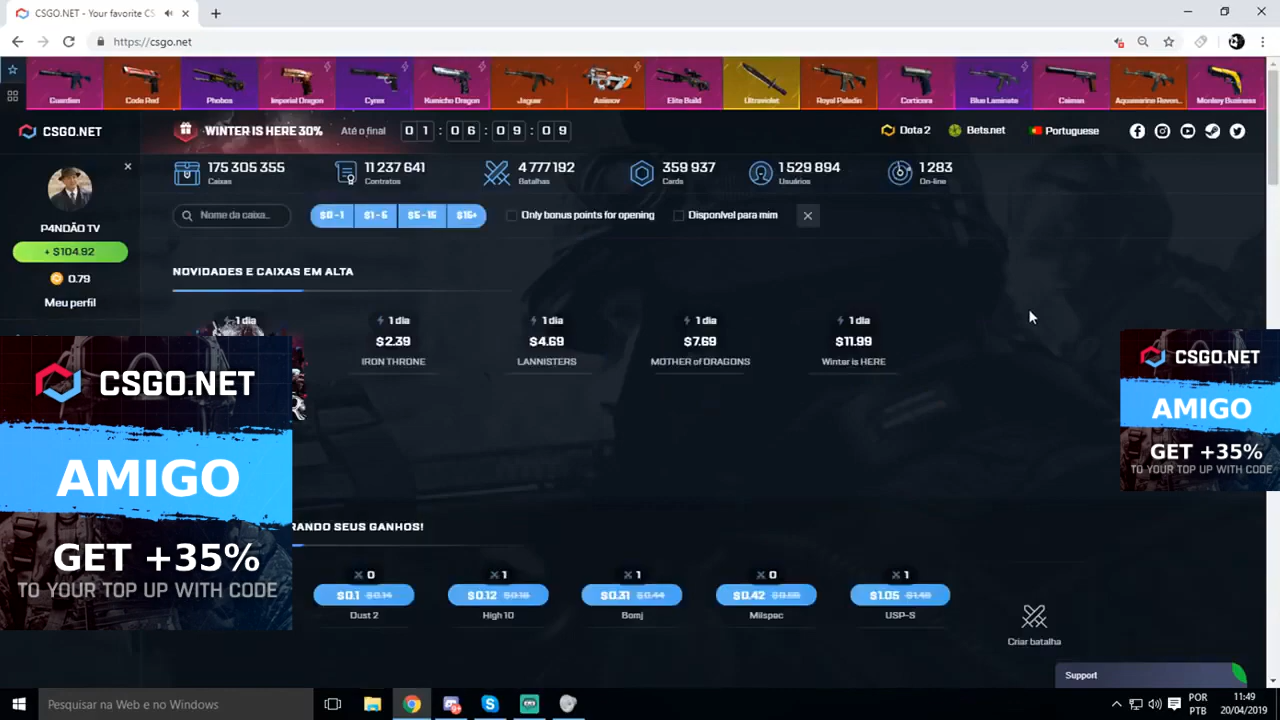 CSGO.NET - Your favorite CS
https://csgo.net
Guardian
Code Red
Phobos
Imperial Dragon
Cyrex
Kumicho Dragon
Jaguar
Asiimov
Elite Build
Ultraviolet
Royal Paladin
Corticera
Blue Laminate
Caiman
Aquamarine Reven...
Monkey Business
CSGO.NET
WINTER IS HERE 30%
Até o final
01:06:09:09
Dota 2
Bets.net
Portuguese
175 305 355
Caixas
11 237 641
Contratos
4 777 192
Batalhas
359 937
Cards
1 529 894
Usuários
1 283
On-line
P4NDÃO TV
+ $104.92
0.79
Meu perfil
Nome da caixa...
$0 - 1
$1 - 5
$5 - 15
$15+
Only bonus points for opening
Disponível para mim
NOVIDADES E CAIXAS EM ALTA
1 dia
1 dia
$2.39
IRON THRONE
1 dia
$4.69
LANNISTERS
1 dia
$7.69
MOTHER of DRAGONS
1 dia
$11.99
Winter is HERE
CSGO.NET
AMIGO
GET +35%
TO YOUR TOP UP WITH CODE
CSGO.NET
AMIGO
GET +35%
TO YOUR TOP UP WITH CODE
RANDO SEUS GANHOS!
0
$0.1 $0.14
Dust 2
1
$0.12
High 10
1
$0.31 $0.44
Bomj
0
$0.42
Milspec
1
$1.05
USP-S
Criar batalha
Support
Pesquisar na Web e no Windows
POR
PTB
11:49
20/04/2019